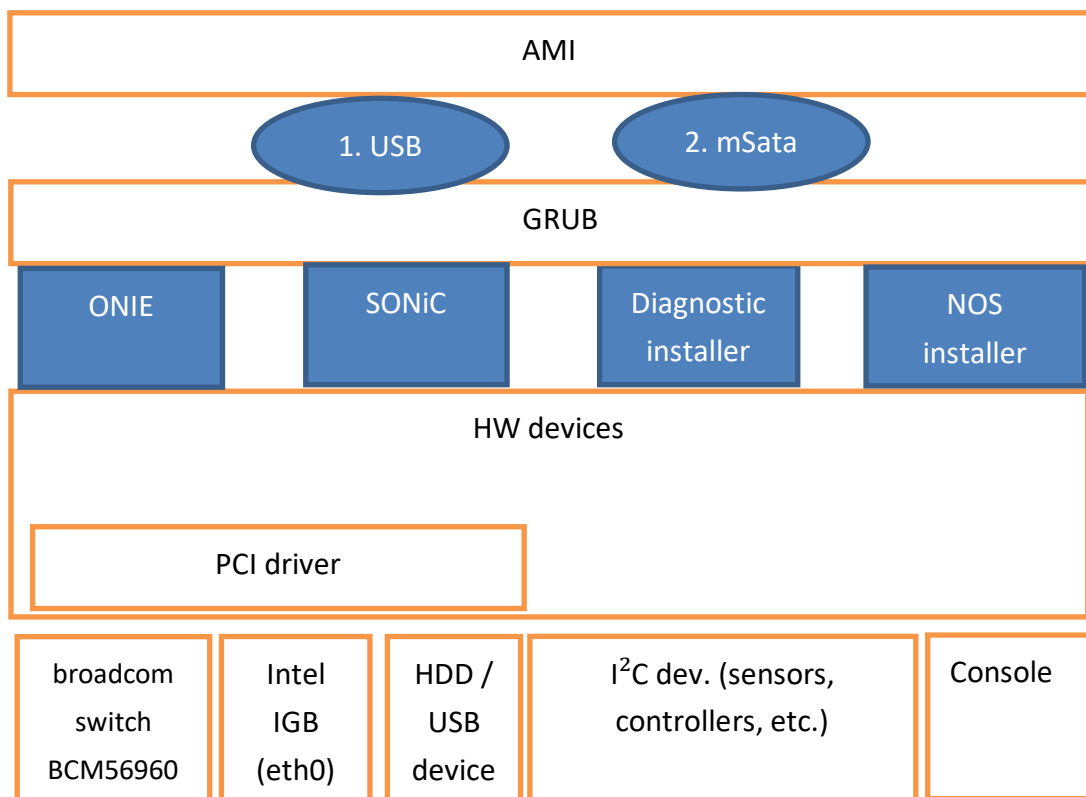 AMI
1. USB
2. mSata
GRUB
ONIE
SONiC
Diagnostic
installer
NOS
installer
HW devices
PCI driver
broadcom
switch
BCM56960
Intel
IGB
(eth0)
HDD /
USB
device
I²C dev. (sensors,
controllers, etc.)
Console